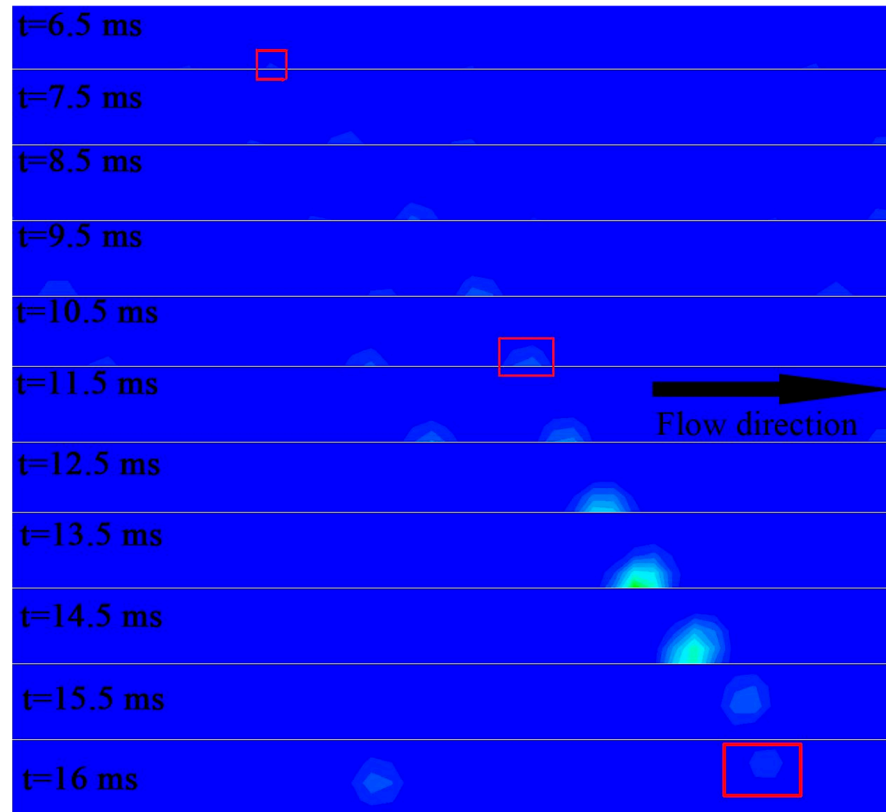 t=6.5 ms
t=7.5 ms
t=8.5 ms
t=9.5 ms
t=10.5 ms
t=11.5 ms
Flow direction
t=12.5 ms
t=13.5 ms
t=14.5 ms
t=15.5 ms
t=16 ms